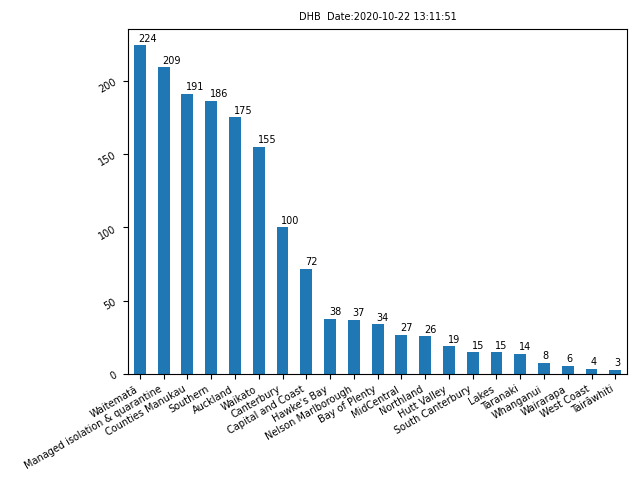 DHB  Date:2020-10-22 13:11:51
200
150
100
50
0
224
209
191
186
175
155
100
72
38
37
34
27
26
19
15
15
14
8
6
4
3
Waitematā
Managed isolation & quarantine
Counties Manukau
Southern
Auckland
Waikato
Canterbury
Capital and Coast
Hawke's Bay
Nelson Marlborough
Bay of Plenty
MidCentral
Northland
Hutt Valley
South Canterbury
Lakes
Taranaki
Whanganui
Wairarapa
West Coast
Tairāwhiti